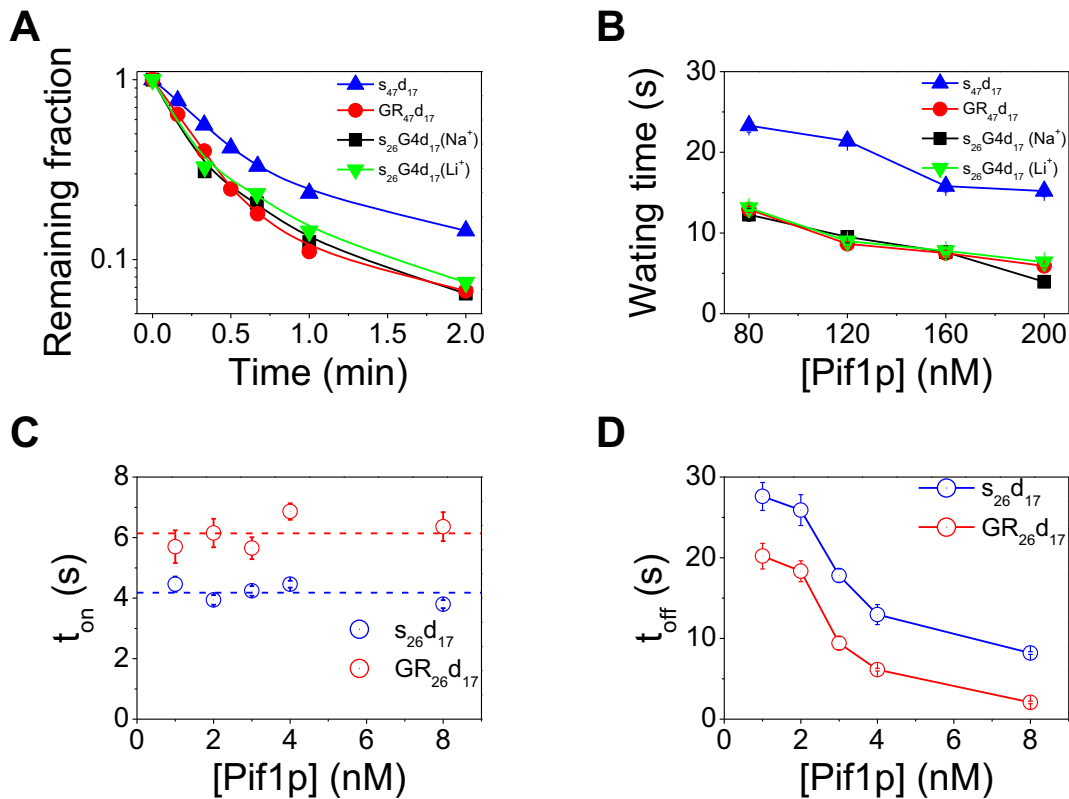 A
Remaining fraction
1
0.1
s47d17
GR47d17
s26G4d17(Na+)
s26G4d17(Li+)
0.0 0.5 1.0 1.5 2.0
Time (min)
B
Wating time (s)
30
20
10
0
s47d17
GR47d17
s26G4d17 (Na+)
s26G4d17 (Li+)
80 120 160 200
[Pif1p] (nM)
C
ton (s)
8
6
4
2
0
s26d17
GR26d17
0 2 4 6 8
[Pif1p] (nM)
D
toff (s)
30
20
10
0
s26d17
GR26d17
0 2 4 6 8
[Pif1p] (nM)